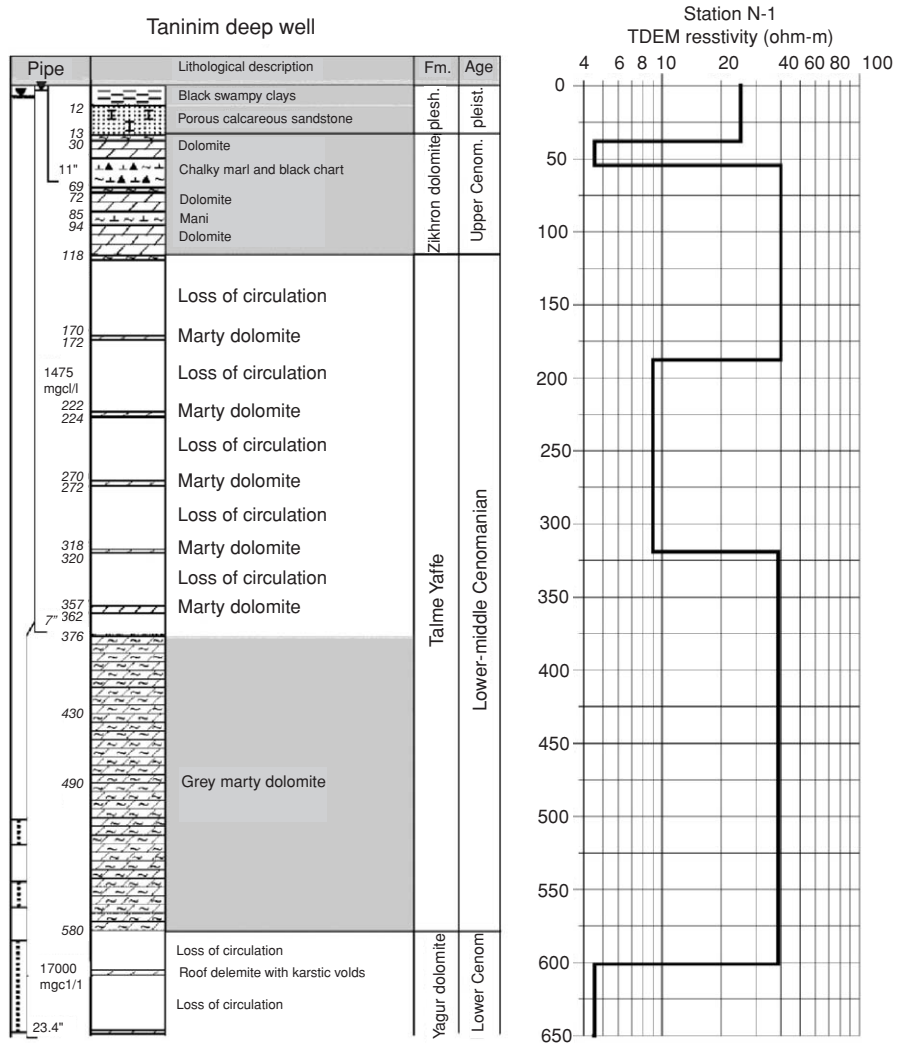 Taninim deep well
Pipe
Lithological description
Fm.
Age
12
13
30
11"
69
72
85
94
118
170
172
1475
mgcl/l
222
224
270
272
318
320
357
362
7"
376
430
490
580
17000
mgc1/1
23.4"
Black swampy clays
Porous calcareous sandstone
Dolomite
Chalky marl and black chart
Dolomite
Mani
Dolomite
Loss of circulation
Marty dolomite
Loss of circulation
Marty dolomite
Loss of circulation
Marty dolomite
Loss of circulation
Marty dolomite
Loss of circulation
Marty dolomite
Grey marty dolomite
Loss of circulation
Roof delemite with karstic volds
Loss of circulation
plesh.
Zikhron dolomite
Talme Yaffe
Yagur dolomite
pleist.
Upper Cenom.
Lower-middle Cenomanian
Lower Cenom
Station N-1
TDEM resstivity (ohm-m)
4 6 8 10 20 40 60 80 100
0
50
100
150
200
250
300
350
400
450
500
550
600
650